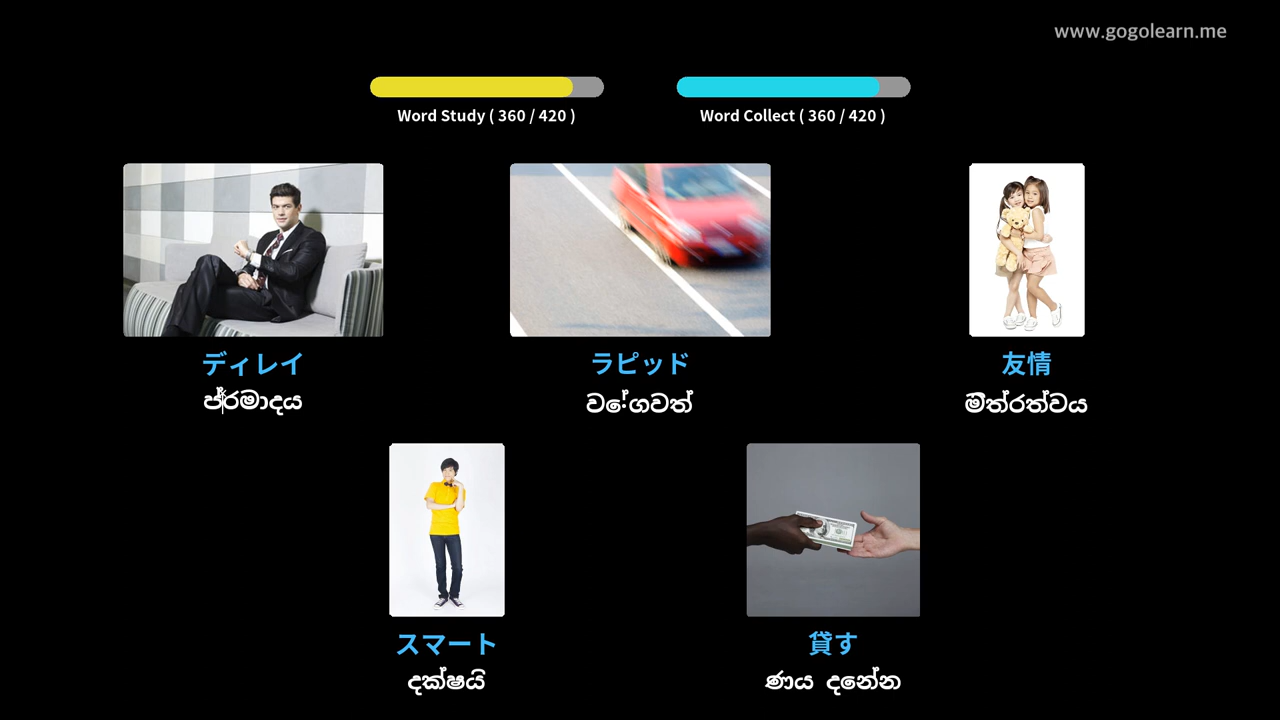 www.gogolearn.me
Word Study ( 360 / 420 )
Word Collect ( 360 / 420 )
ディレイ
ප්‍රමාදය
ラピッド
වේගවත්
友情
මිත්රත්වය
スマート
දක්ෂයි
貸す
ණය දෙන්න